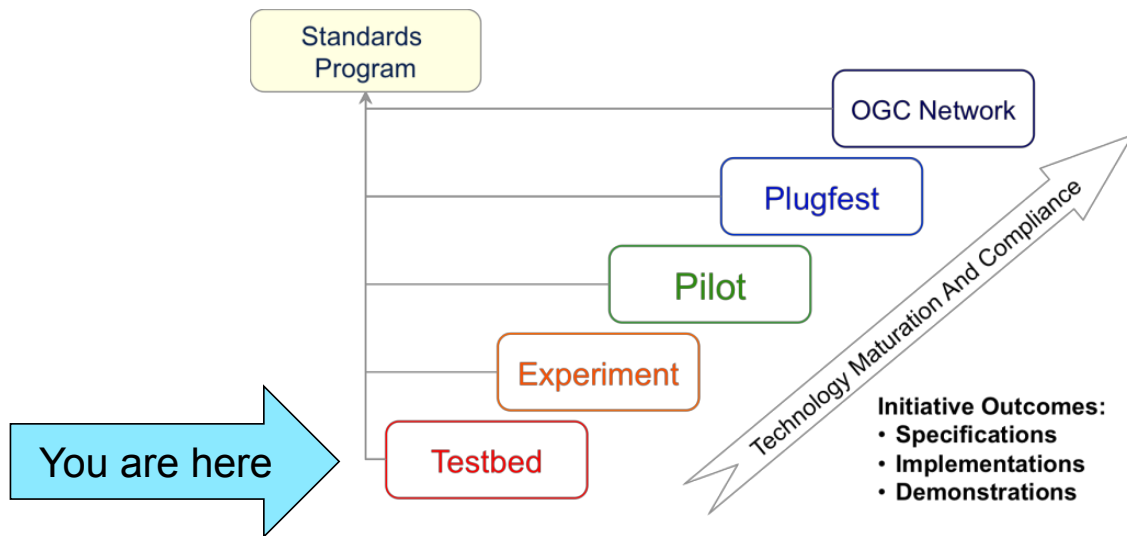 Standards
Program
OGC Network
Plugfest
Pilot
Experiment
Testbed
You are here
Technology Maturation And Compliance
Initiative Outcomes:
• Specifications
• Implementations
• Demonstrations